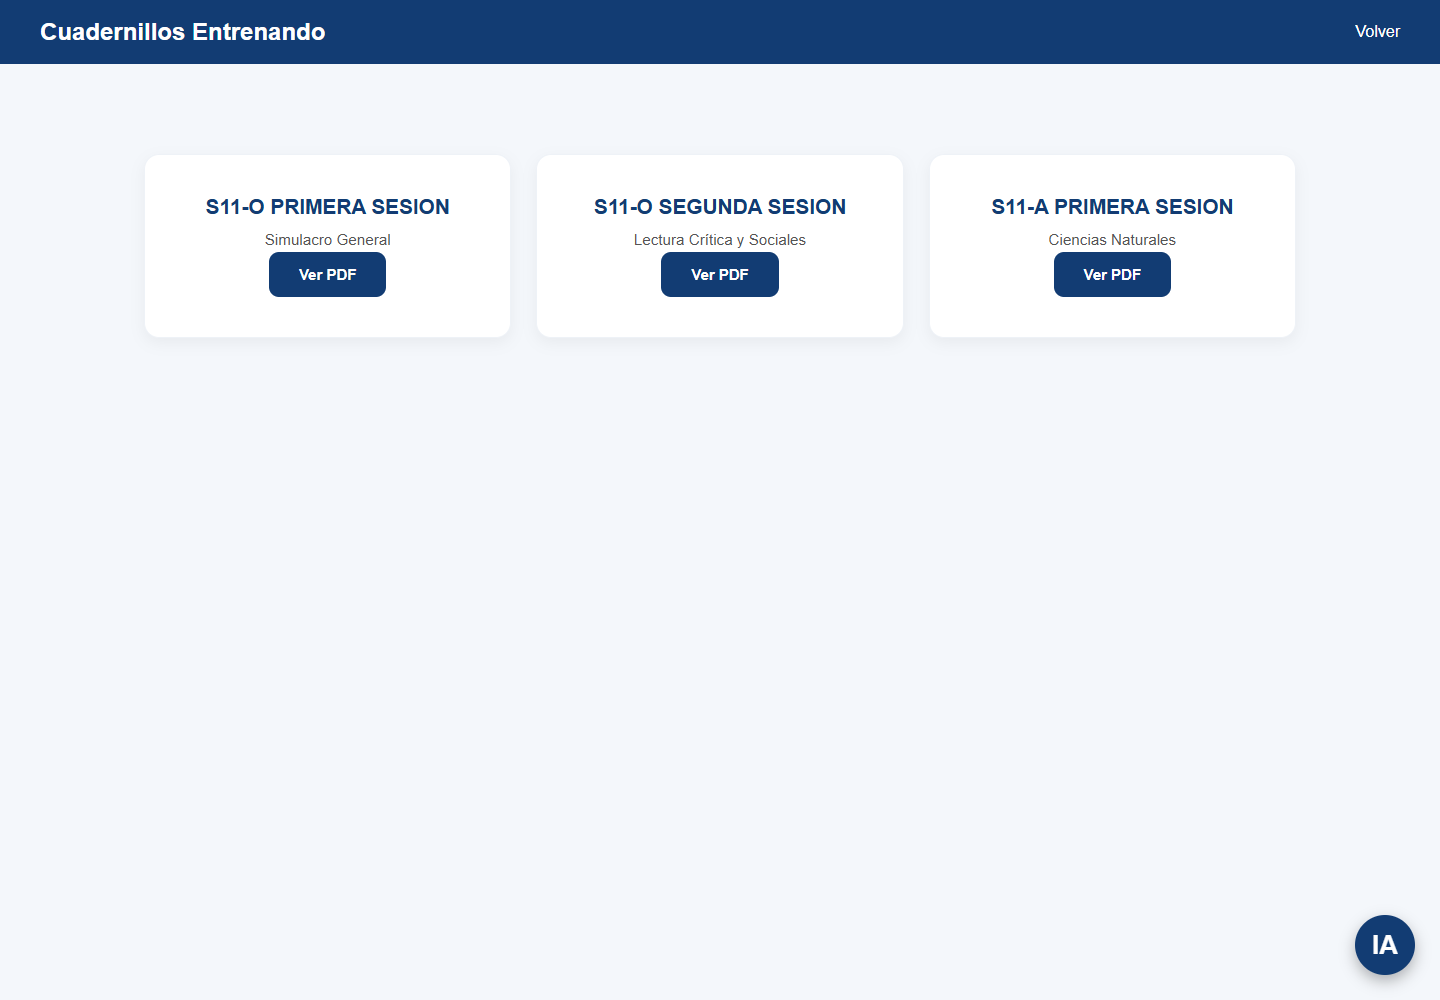 Cuadernillos Entrenando
Volver
S11-O PRIMERA SESION
Simulacro General
Ver PDF
S11-O SEGUNDA SESION
Lectura Crítica y Sociales
Ver PDF
S11-A PRIMERA SESION
Ciencias Naturales
Ver PDF
IA